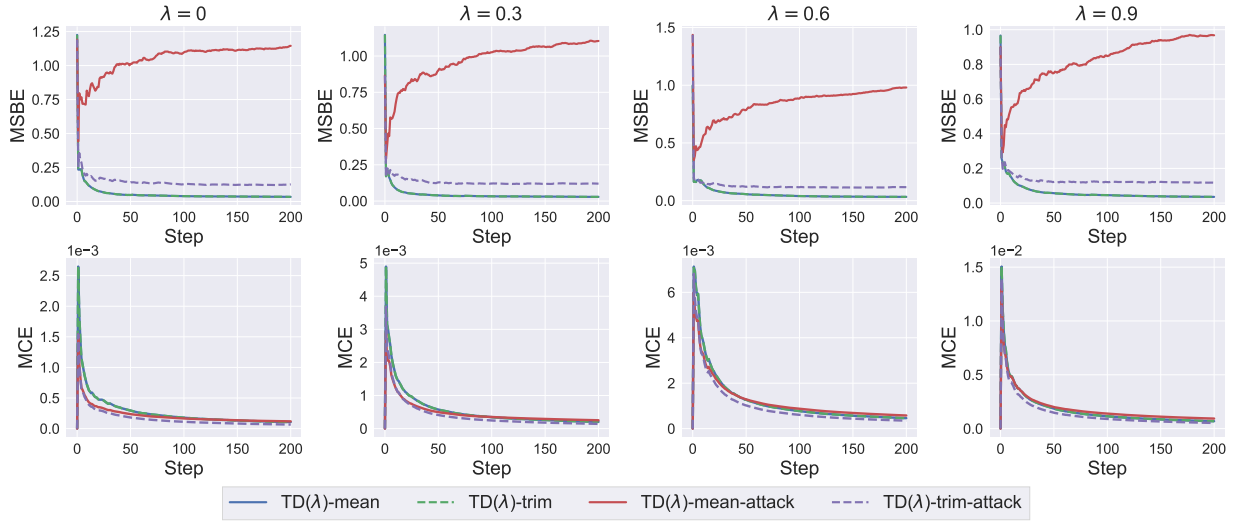 λ = 0
λ = 0.3
λ = 0.6
λ = 0.9
MSBE
1.25
1.00
0.75
0.50
0.25
0.00
0 50 100 150 200
Step
MSBE
1.00
0.75
0.50
0.25
0.00
0 50 100 150 200
Step
MSBE
1.5
1.0
0.5
0.0
0 50 100 150 200
Step
MSBE
1.0
0.8
0.6
0.4
0.2
0.0
0 50 100 150 200
Step
1e−3
MCE
2.5
2.0
1.5
1.0
0.5
0.0
0 50 100 150 200
Step
1e−3
MCE
5
4
3
2
1
0
0 50 100 150 200
Step
1e−3
MCE
6
4
2
0
0 50 100 150 200
Step
1e−2
MCE
1.5
1.0
0.5
0.0
0 50 100 150 200
Step
TD(λ)-mean TD(λ)-trim TD(λ)-mean-attack TD(λ)-trim-attack